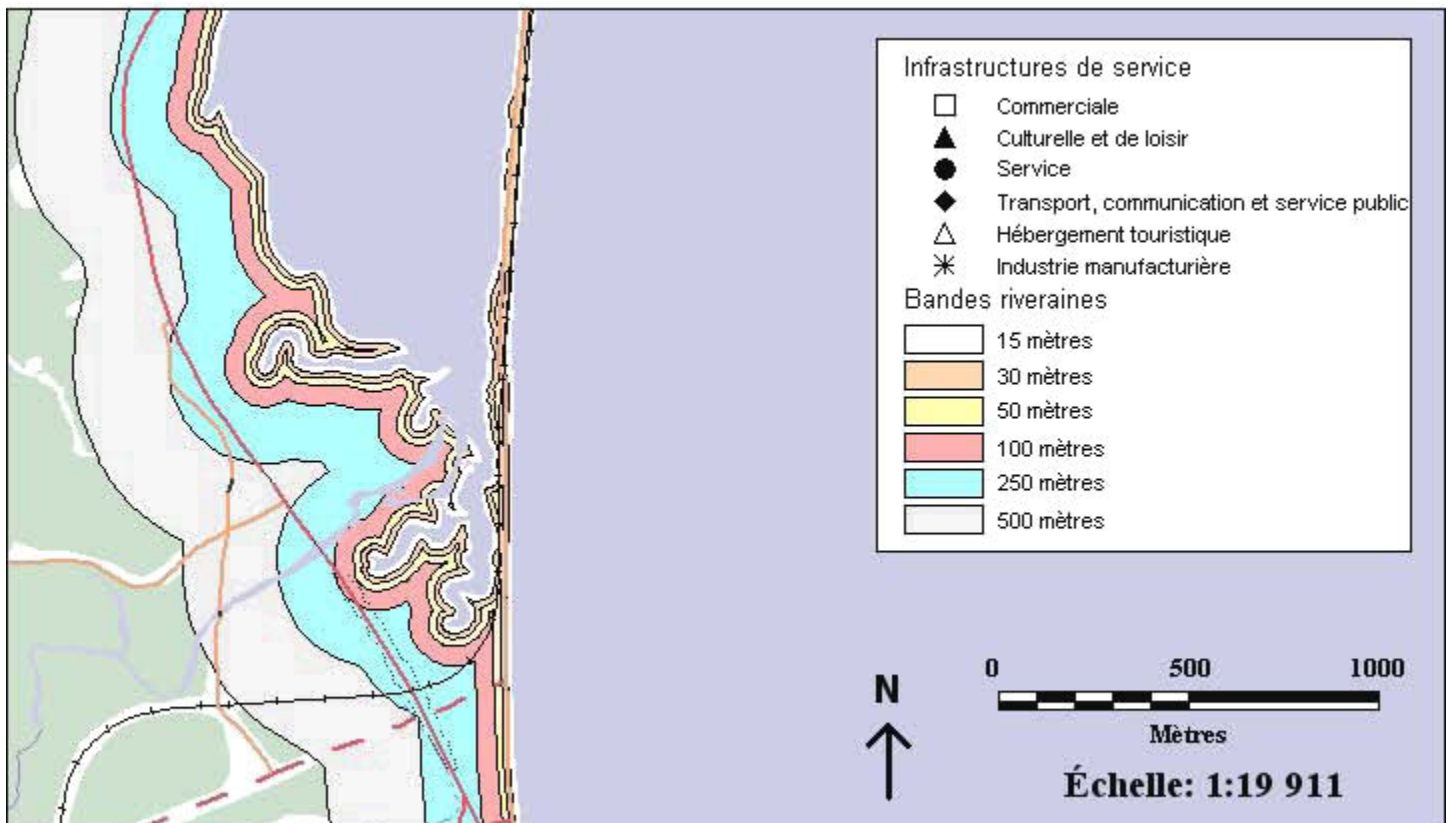 Infrastructures de service
Commerciale
Culturelle et de loisir
Service
Transport, communication et service public
Hébergement touristique
Industrie manufacturière
Bandes riveraines
15 mètres
30 mètres
50 mètres
100 mètres
250 mètres
500 mètres
0 500 1000
N
Mètres
Échelle: 1:19 911